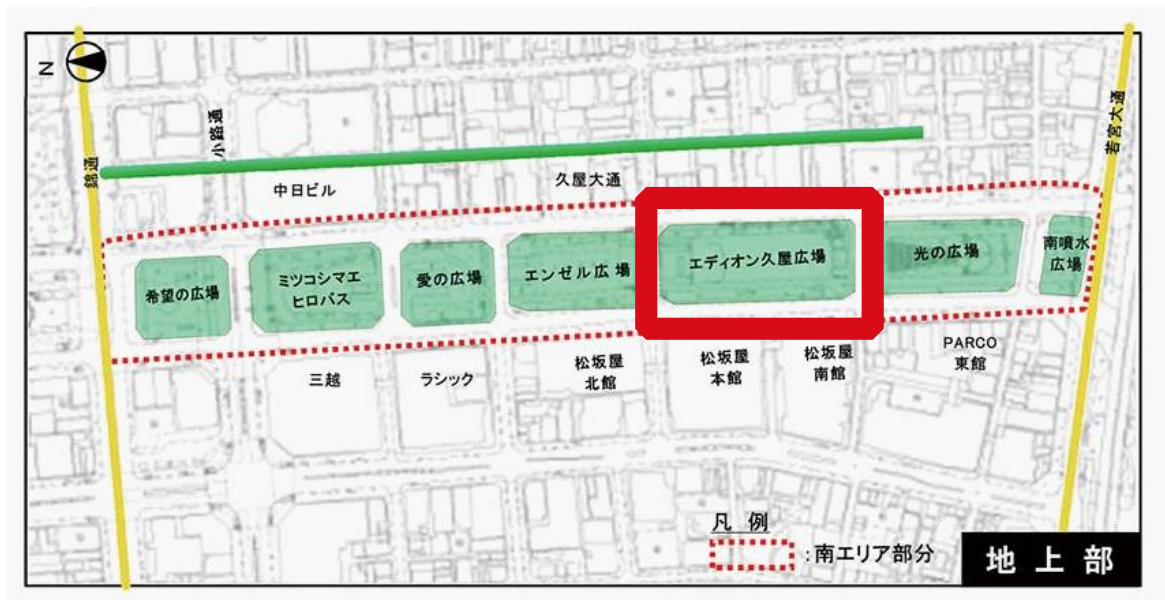 N
錦通
小路通
若宮大通
中日ビル
久屋大通
希望の広場
ミツコシマエ
ヒロバス
愛の広場
エンゼル広場
エディオン久屋広場
光の広場
南噴水
広場
三越
ラシック
松坂屋
北館
松坂屋
本館
松坂屋
南館
PARCO
東館
凡 例
:南エリア部分
地上部